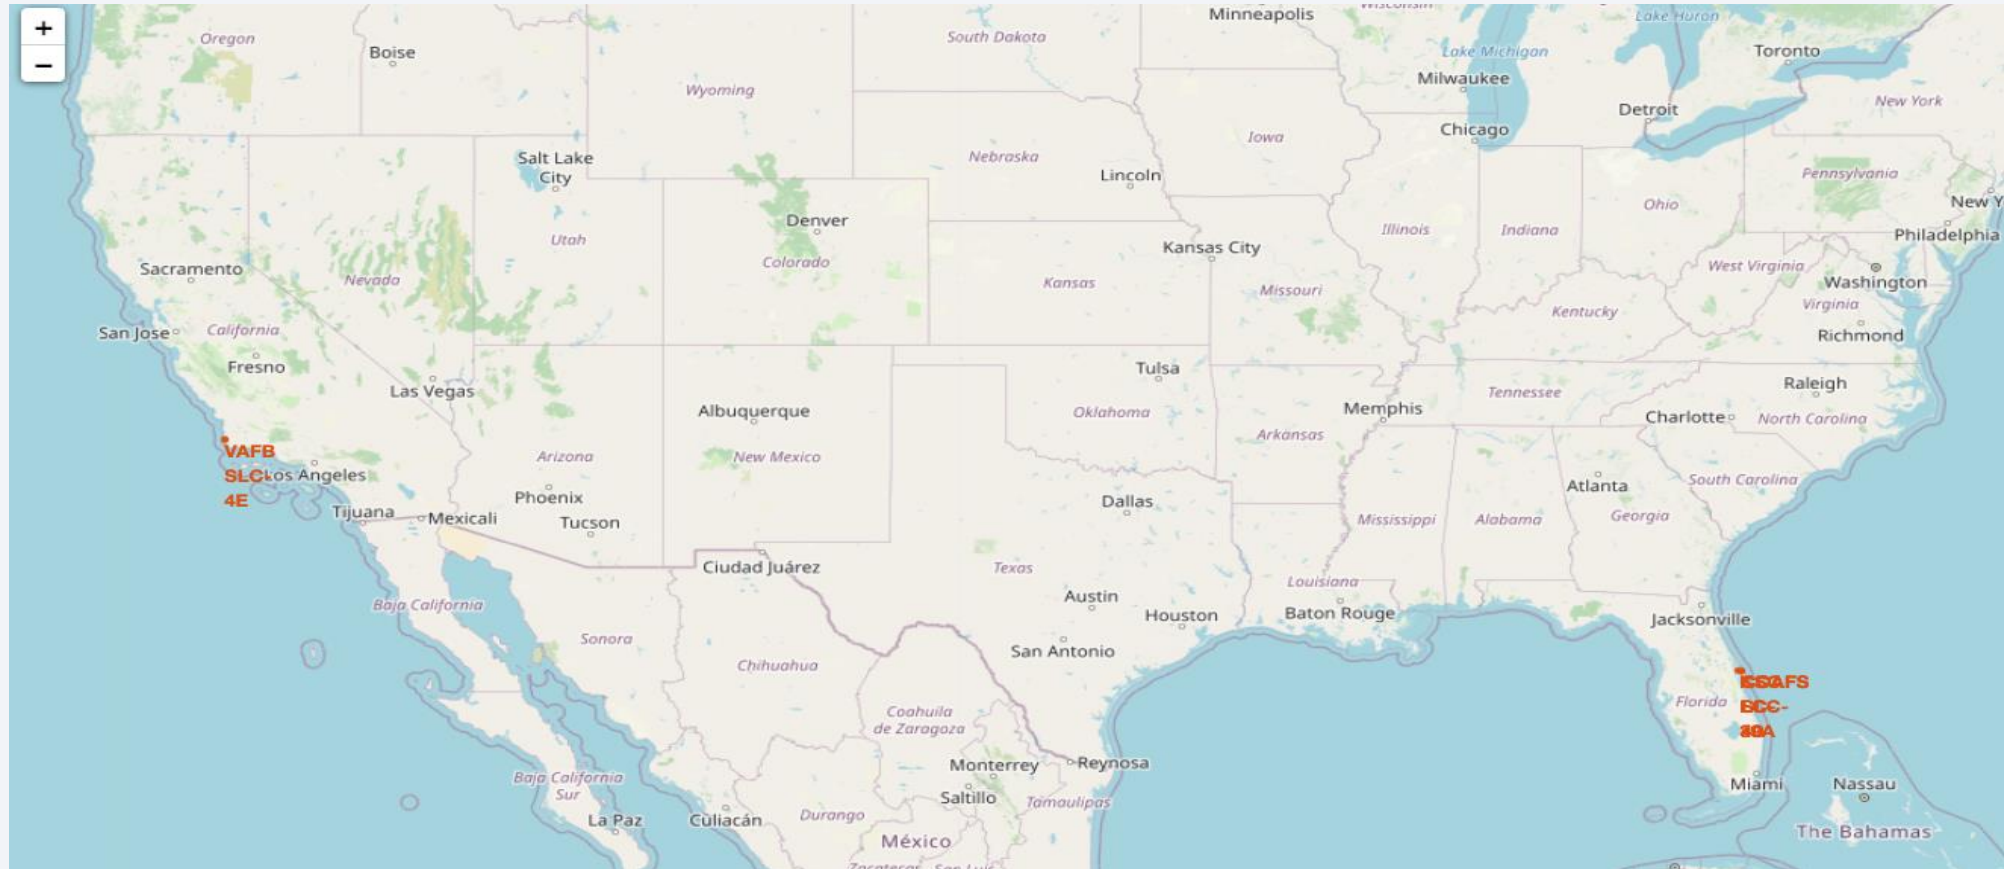 +
−
Oregon
Boise
South Dakota
Minneapolis
Wisconsin
Lake Huron
Lake Michigan
Toronto
Wyoming
Milwaukee
Detroit
New York
Chicago
Iowa
Salt Lake
City
Nebraska
Lincoln
Pennsylvania
New Y
Denver
Ohio
Utah
Colorado
Kansas City
Illinois
Indiana
Philadelphia
Sacramento
Nevada
Kansas
Missouri
West Virginia
Washington
Virginia
Kentucky
San Jose
California
Richmond
Fresno
Las Vegas
Tulsa
Tennessee
Raleigh
Albuquerque
Oklahoma
Memphis
Charlotte
North Carolina
Arkansas
VAFB
SLC-
4E
Los Angeles
Arizona
New Mexico
Atlanta
South Carolina
Phoenix
Dallas
Tijuana
Mexicali
Tucson
Mississippi
Alabama
Georgia
Ciudad Juárez
Texas
Louisiana
Baja California
Austin
Houston
Baton Rouge
Jacksonville
Sonora
San Antonio
Chihuahua
Florida
Coahuila
de Zaragoza
Monterrey
Reynosa
Baja California
Sur
Saltillo
Tamaulipas
Miami
Nassau
La Paz
Culiacán
Durango
México
The Bahamas